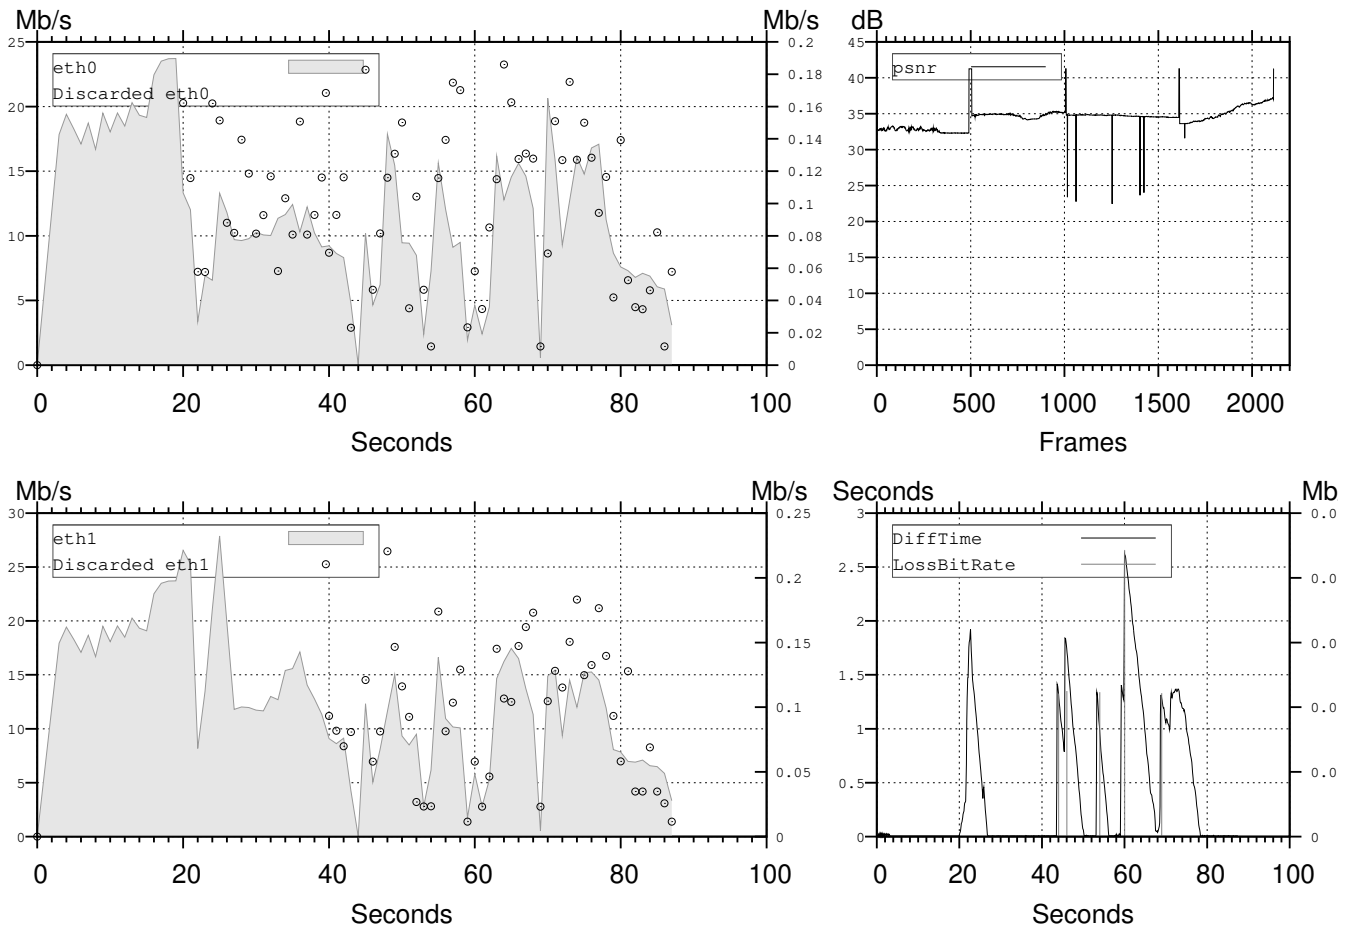 Mb/s
Mb/s
25
20
15
10
5
0
0.2
0.18
0.16
0.14
0.12
0.1
0.08
0.06
0.04
0.02
0
eth0
Discarded eth0
0 20 40 60 80 100
Seconds
dB
45
40
35
30
25
20
15
10
5
0
psnr
0 500 1000 1500 2000
Frames
Mb/s
Mb/s
30
25
20
15
10
5
0
0.25
0.2
0.15
0.1
0.05
0
eth1
Discarded eth1
0 20 40 60 80 100
Seconds
Seconds
Mb
3
2.5
2
1.5
1
0.5
0
0.0
0.0
0.0
0.0
0.0
0
DiffTime
LossBitRate
0 20 40 60 80 100
Seconds